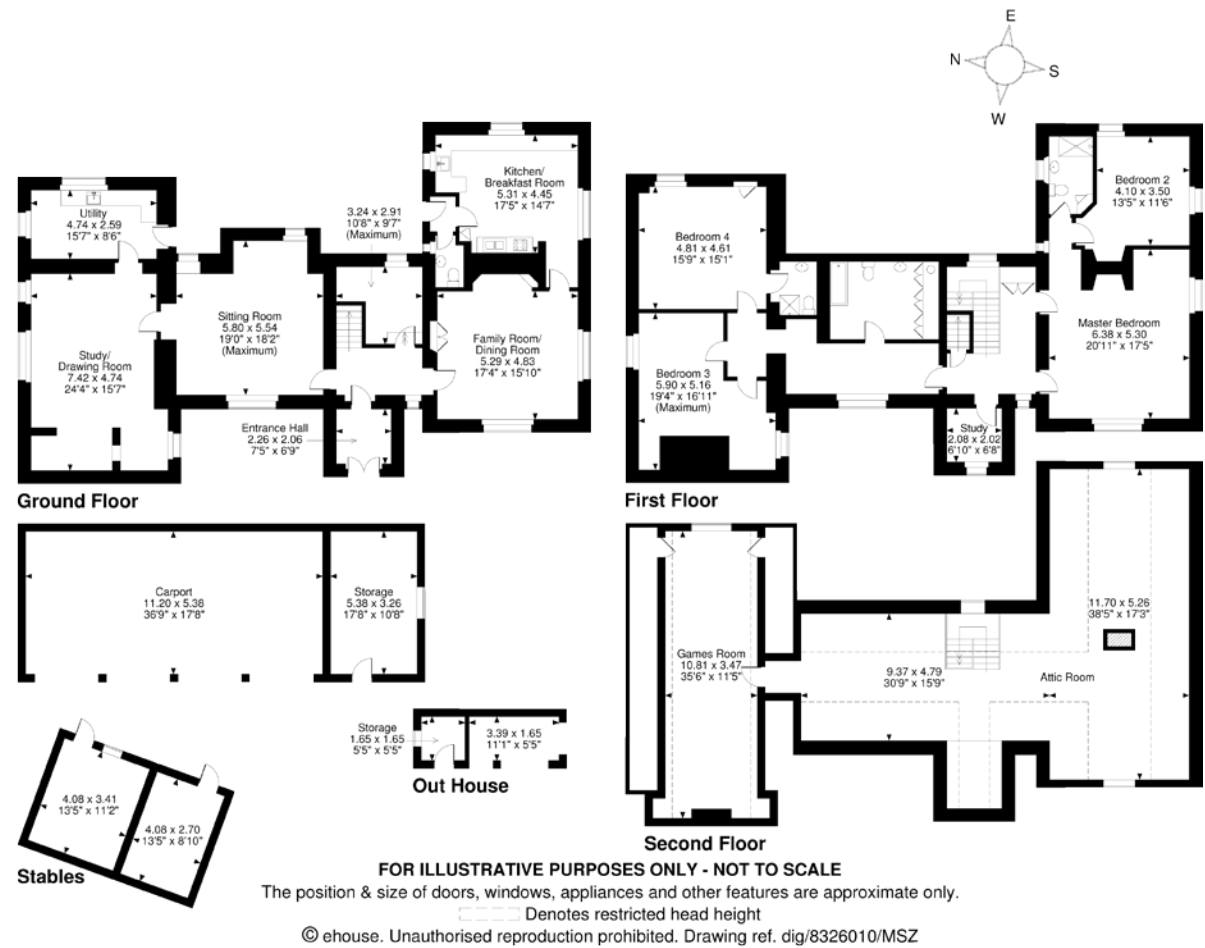 E
N
S
W
Utility
4.74 x 2.59
15'7" x 8'6"
3.24 x 2.91
10'8" x 9'7"
(Maximum)
Kitchen/
Breakfast Room
5.31 x 4.45
17'5" x 14'7"
Sitting Room
5.80 x 5.54
19'0" x 18'2"
(Maximum)
Study/
Drawing Room
7.42 x 4.74
24'4" x 15'7"
Family Room/
Dining Room
5.29 x 4.83
17'4" x 15'10"
Entrance Hall
2.26 x 2.06
7'5" x 6'9"
Ground Floor
Bedroom 2
4.10 x 3.50
13'5" x 11'6"
Bedroom 4
4.81 x 4.61
15'9" x 15'1"
Master Bedroom
6.38 x 5.30
20'11" x 17'5"
Bedroom 3
5.90 x 5.16
19'4" x 16'11"
(Maximum)
Study
2.08 x 2.02
6'10" x 6'8"
First Floor
Carport
11.20 x 5.38
36'9" x 17'8"
Storage
5.38 x 3.26
17'8" x 10'8"
Storage
1.65 x 1.65
5'5" x 5'5"
3.39 x 1.65
11'1" x 5'5"
Out House
4.08 x 3.41
13'5" x 11'2"
4.08 x 2.70
13'5" x 8'10"
Stables
Games Room
10.81 x 3.47
35'6" x 11'5"
9.37 x 4.79
30'9" x 15'9"
11.70 x 5.26
38'5" x 17'3"
Attic Room
Second Floor
FOR ILLUSTRATIVE PURPOSES ONLY - NOT TO SCALE
The position & size of doors, windows, appliances and other features are approximate only.
Denotes restricted head height
© ehouse. Unauthorised reproduction prohibited. Drawing ref. dig/8326010/MSZ